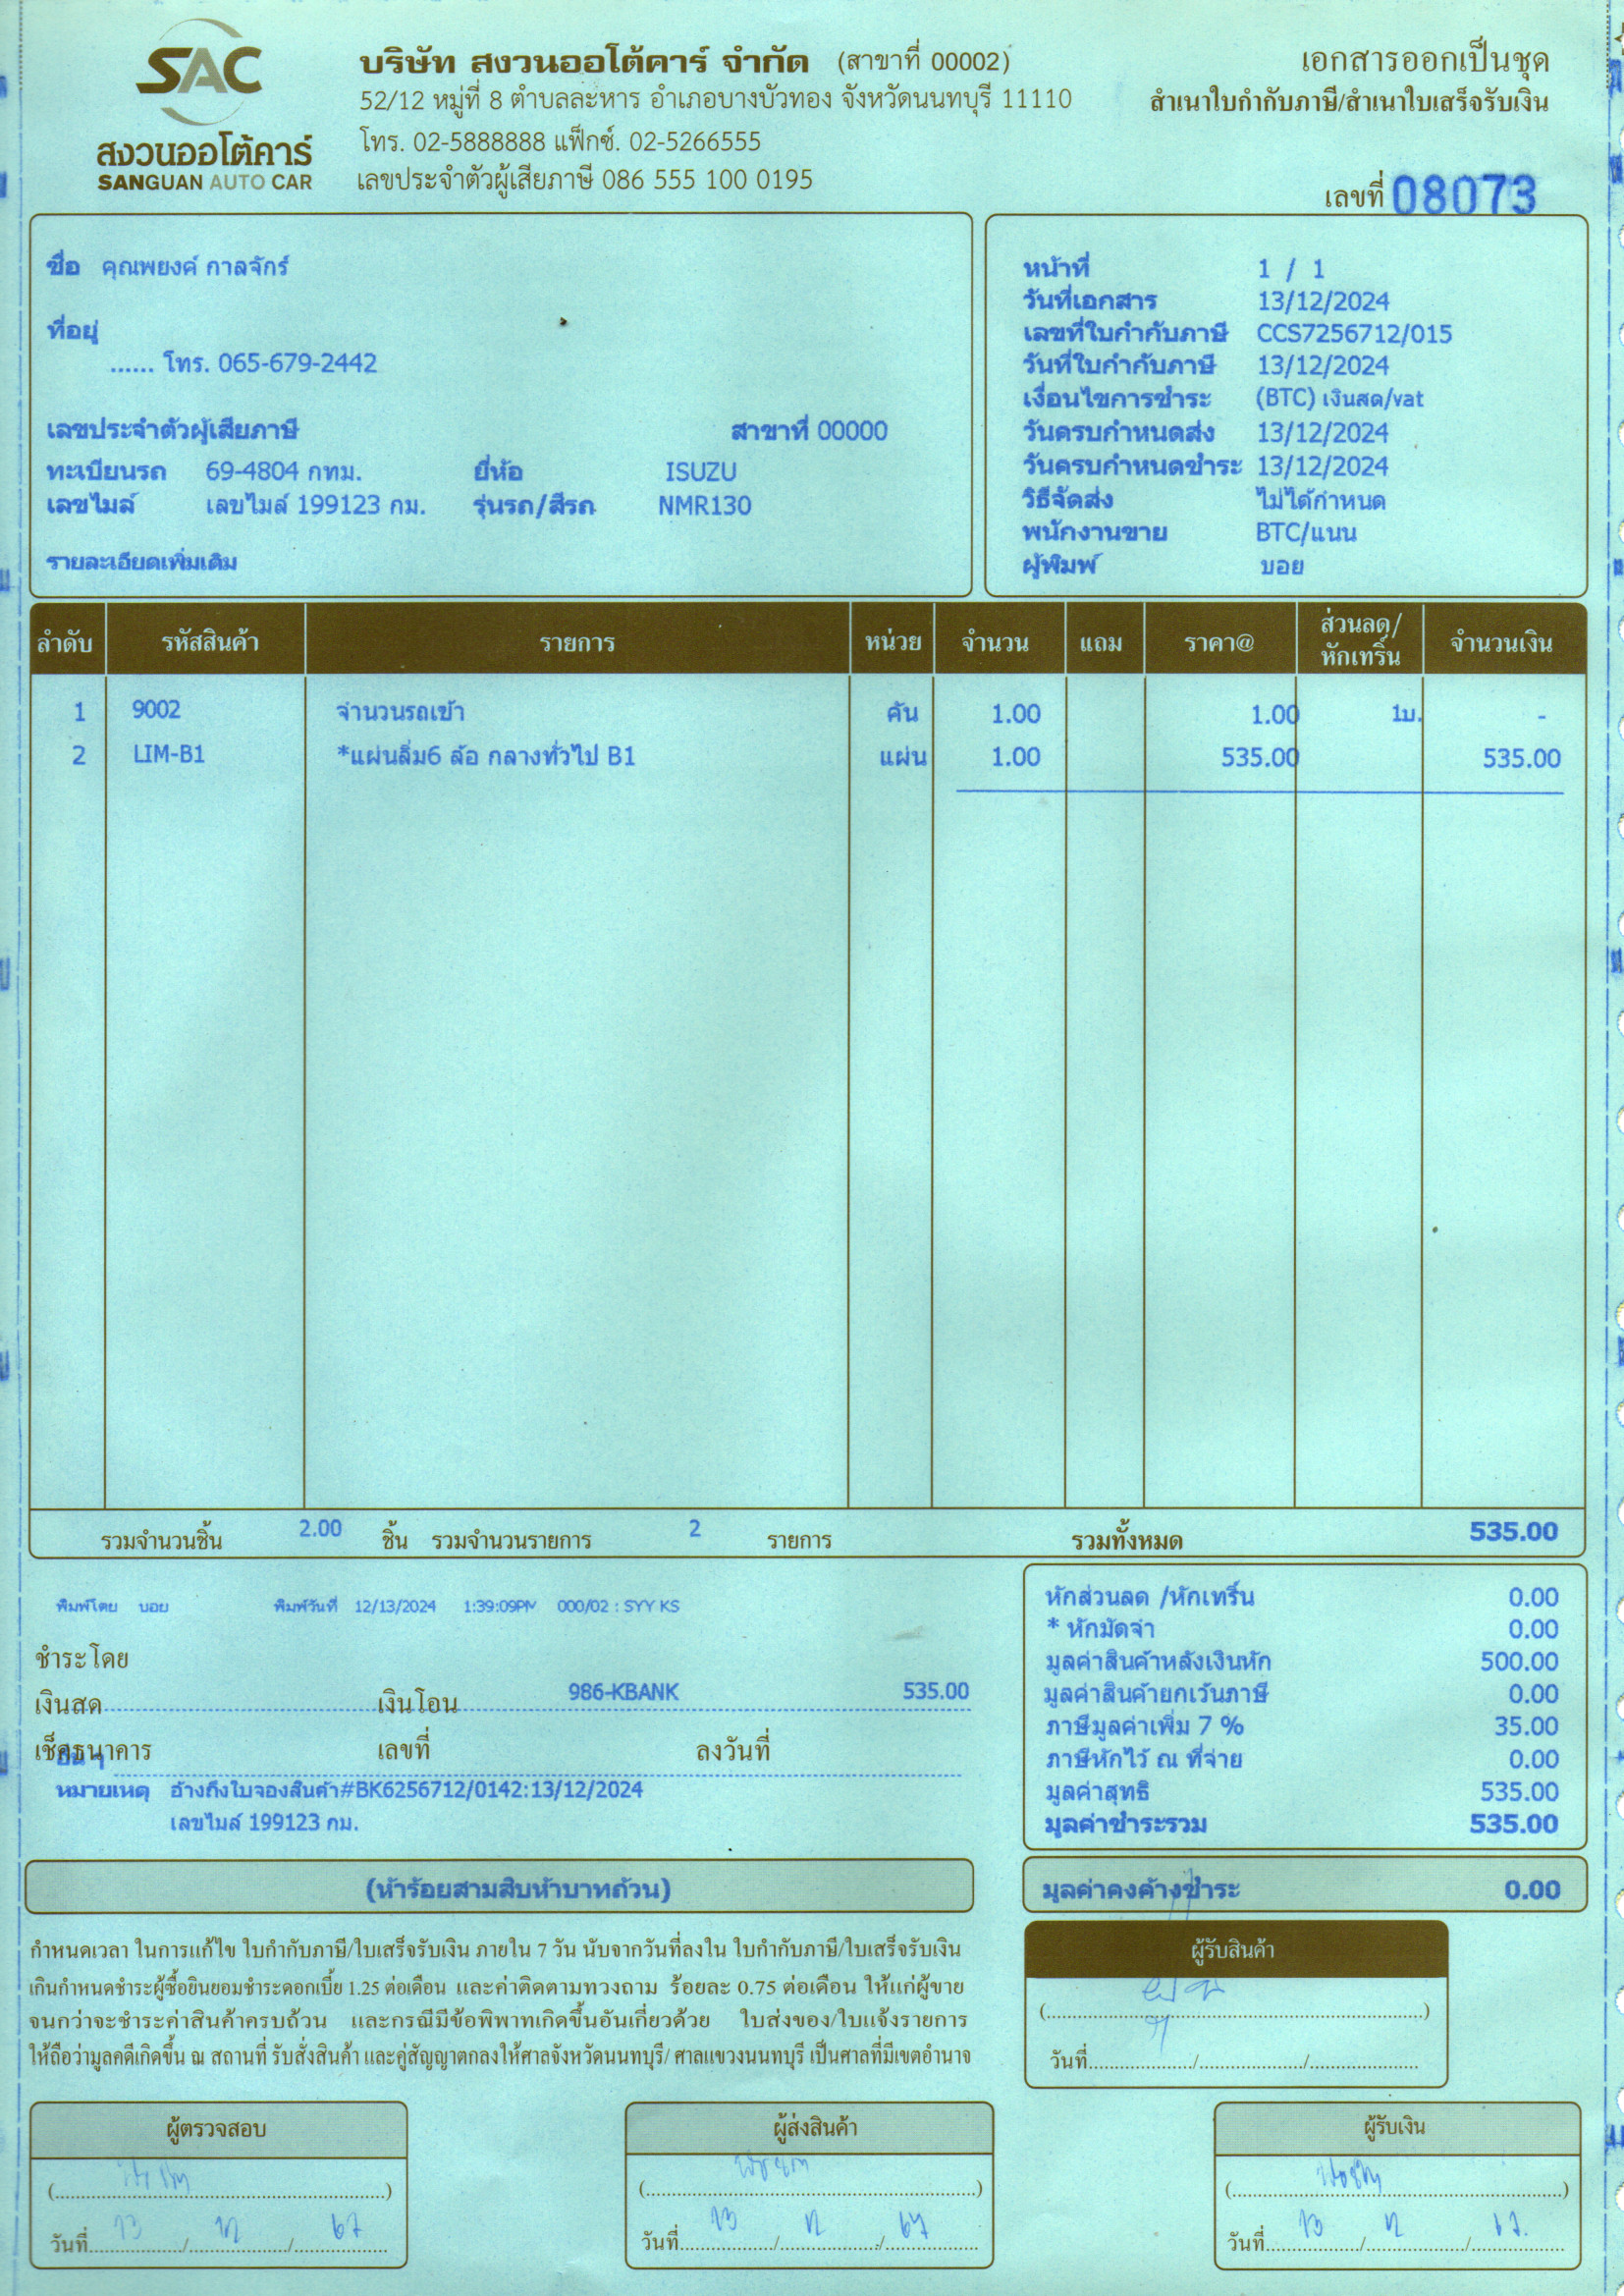 SAC
สงวนออโต้คาร์
SANGUAN AUTO CAR
บริษัท สงวนออโต้คาร์ จำกัด (สาขาที่ 00002)
52/12 หมู่ที่ 8 ตำบลละหาร อำเภอบางบัวทอง จังหวัดนนทบุรี 11110
โทร. 02-5888888 แฟ็กซ์. 02-5266555
เลขประจำตัวผู้เสียภาษี 086 555 100 0195
เอกสารออกเป็นชุด
สำเนาใบกำกับภาษี/สำเนาใบเสร็จรับเงิน
เลขที่ 08073
ชื่อ คุณพยงค์ กาลจักร์
ที่อยู่
...... โทร. 065-679-2442
เลขประจำตัวผู้เสียภาษี สาขาที่ 00000
ทะเบียนรถ 69-4804 กทม. ยี่ห้อ ISUZU
เลขไมล์ เลขไมล์ 199123 กม. รุ่นรถ/สีรถ NMR130
รายละเอียดเพิ่มเติม
หน้าที่ 1 / 1
วันที่เอกสาร 13/12/2024
เลขที่ใบกำกับภาษี CCS7256712/015
วันที่ใบกำกับภาษี 13/12/2024
เงื่อนไขการชำระ (BTC) เงินสด/vat
วันครบกำหนดส่ง 13/12/2024
วันครบกำหนดชำระ 13/12/2024
วิธีจัดส่ง ไม่ได้กำหนด
พนักงานขาย BTC/แนน
ผู้พิมพ์ บอย
ลำดับ รหัสสินค้า รายการ หน่วย จำนวน แถม ราคา@ ส่วนลด/หักเทริ์น จำนวนเงิน
1 9002 จำนวนรถเข้า คัน 1.00 1.00 1บ. -
2 LIM-B1 *แผ่นลิ่ม6 ล้อ กลางทั่วไป B1 แผ่น 1.00 535.00 535.00
รวมจำนวนชิ้น 2.00 ชิ้น รวมจำนวนรายการ 2 รายการ รวมทั้งหมด 535.00
พิมพ์โดย บอย พิมพ์วันที่ 12/13/2024 1:39:09PM 000/02 : SYY KS
ชำระโดย
เงินสด เงินโอน 986-KBANK 535.00
เช็คธนาคาร เลขที่ ลงวันที่
อื่น ๆ
หมายเหตุ อ้างถึงใบจองสินค้า#BK6256712/0142:13/12/2024
เลขไมล์ 199123 กม.
หักส่วนลด /หักเทริ์น 0.00
* หักมัดจำ 0.00
มูลค่าสินค้าหลังเงินหัก 500.00
มูลค่าสินค้ายกเว้นภาษี 0.00
ภาษีมูลค่าเพิ่ม 7 % 35.00
ภาษีหักไว้ ณ ที่จ่าย 0.00
มูลค่าสุทธิ 535.00
มูลค่าชำระรวม 535.00
(ห้าร้อยสามสิบห้าบาทถ้วน)
มูลค่าคงค้างชำระ 0.00
กำหนดเวลา ในการแก้ไข ใบกำกับภาษี/ใบเสร็จรับเงิน ภายใน 7 วัน นับจากวันที่ลงใน ใบกำกับภาษี/ใบเสร็จรับเงิน
เกินกำหนดชำระผู้ซื้อยินยอมชำระดอกเบี้ย 1.25 ต่อเดือน และค่าติดตามทวงถาม ร้อยละ 0.75 ต่อเดือน ให้แก่ผู้ขาย
จนกว่าจะชำระค่าสินค้าครบถ้วน และกรณีมีข้อพิพาทเกิดขึ้นอันเกี่ยวด้วย ใบส่งของ/ใบแจ้งรายการ
ให้ถือว่ามูลคดีเกิดขึ้น ณ สถานที่ รับสั่งสินค้า และคู่สัญญาตกลงให้ศาลจังหวัดนนทบุรี/ ศาลแขวงนนทบุรี เป็นศาลที่มีเขตอำนาจ
ผู้รับสินค้า
วันที่ / /
ผู้ตรวจสอบ
วันที่ 13 / 12 / 67
ผู้ส่งสินค้า
วันที่ 13 / 12 / 67
ผู้รับเงิน
วันที่ 13 / 12 / 67